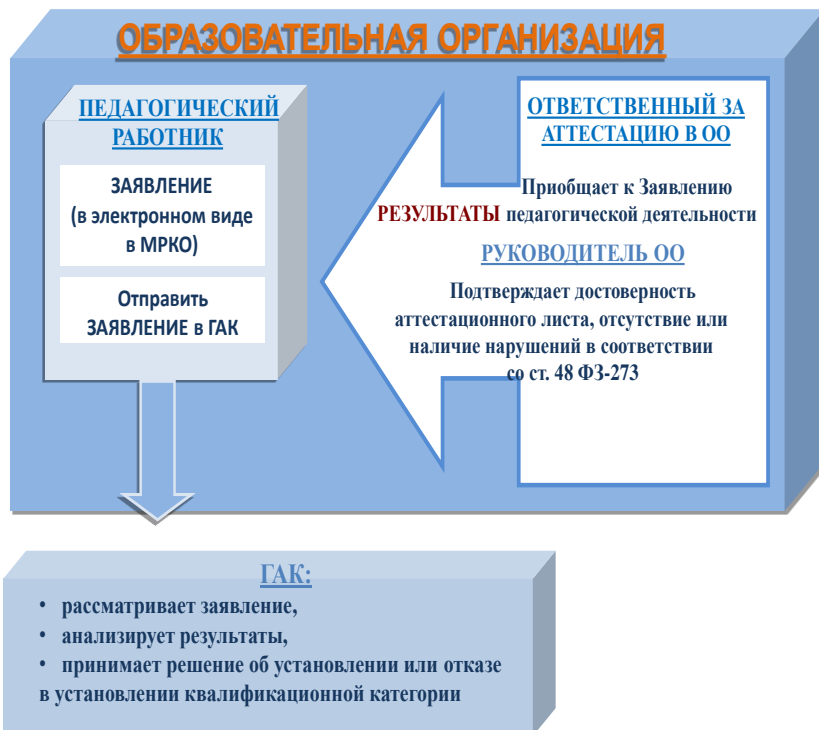 ОБРАЗОВАТЕЛЬНАЯ ОРГАНИЗАЦИЯ
ПЕДАГОГИЧЕСКИЙ
РАБОТНИК
ЗАЯВЛЕНИЕ
(в электронном виде
в МРКО)
Отправить
ЗАЯВЛЕНИЕ в ГАК
ОТВЕТСТВЕННЫЙ ЗА
АТТЕСТАЦИЮ В ОО
Приобщает к Заявлению
РЕЗУЛЬТАТЫ педагогической деятельности
РУКОВОДИТЕЛЬ ОО
Подтверждает достоверность
аттестационного листа, отсутствие или
наличие нарушений в соответствии
со ст. 48 ФЗ-273
ГАК:
• рассматривает заявление,
• анализирует результаты,
• принимает решение об установлении или отказе
в установлении квалификационной категории